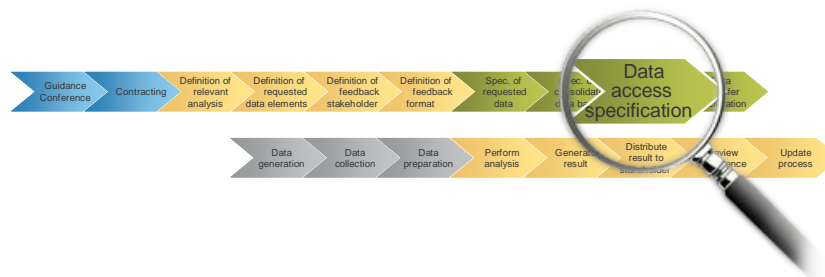 Guidance
Conference
Contracting
Definition of
relevant
analysis
Definition of
requested
data elements
Definition of
feedback
stakeholder
Definition of
feedback
format
Spec. of
requested
data
Data
access
specification
Data
generation
Data
collection
Data
preparation
Perform
analysis
Generate
result
Distribute
result to
stakeholder
Update
process